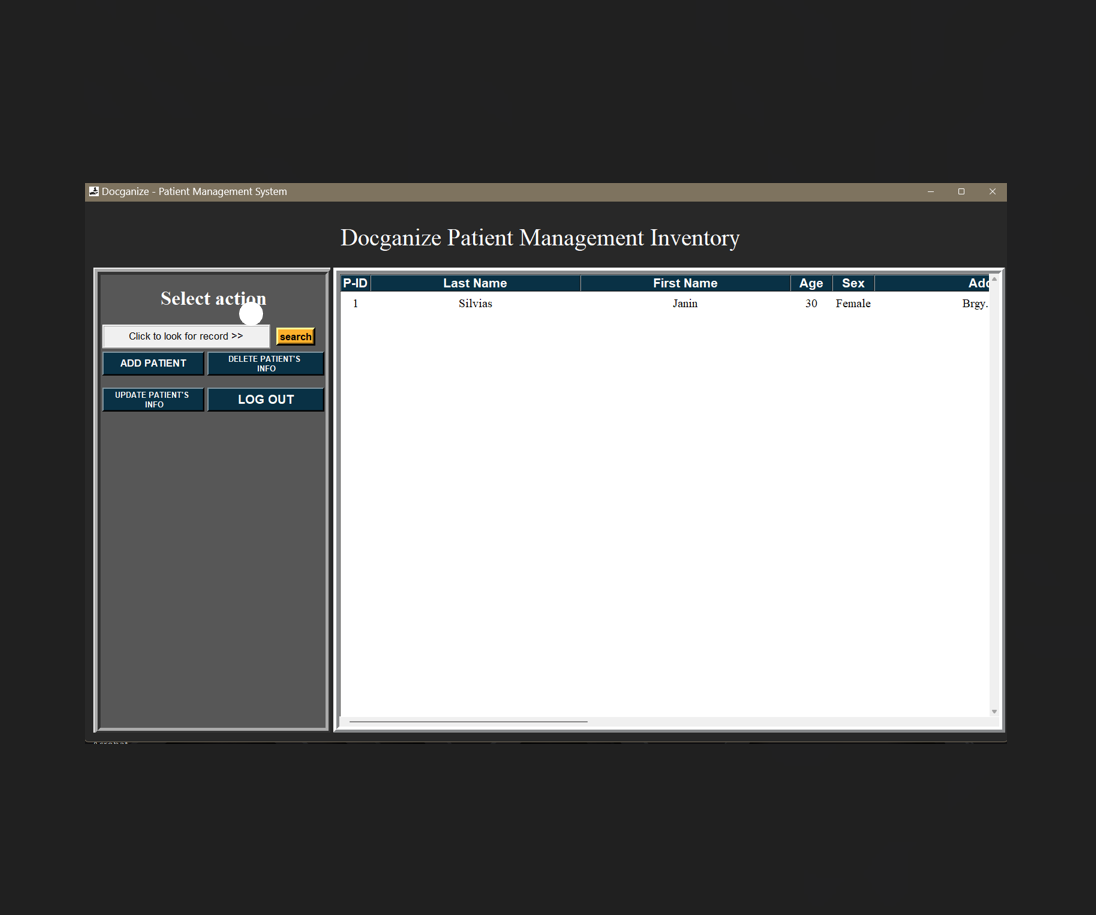 Docganize - Patient Management System
Docganize Patient Management Inventory
Select action
Click to look for record >>
search
ADD PATIENT
DELETE PATIENT'S
INFO
UPDATE PATIENT'S
INFO
LOG OUT
P-ID Last Name First Name Age Sex
1 Silvias Janin 30 Female Brgy.